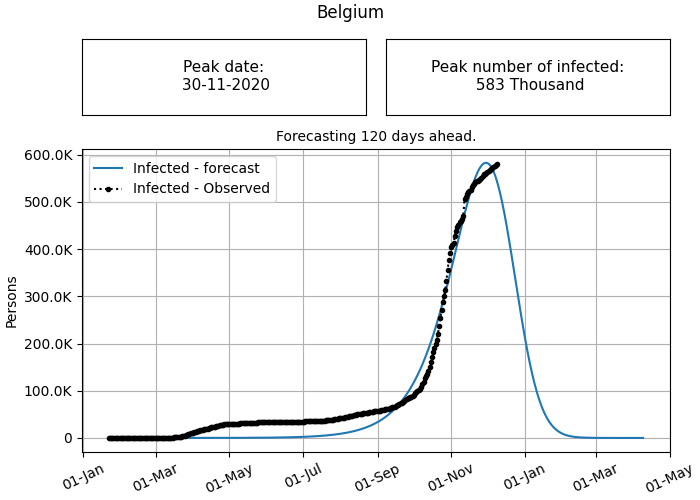 Belgium
Peak date:
30-11-2020
Peak number of infected:
583 Thousand
Forecasting 120 days ahead.
Infected - forecast
Infected - Observed
600.0K
500.0K
400.0K
300.0K
200.0K
100.0K
0
Persons
01-Jan
01-Mar
01-May
01-Jul
01-Sep
01-Nov
01-Jan
01-Mar
01-May